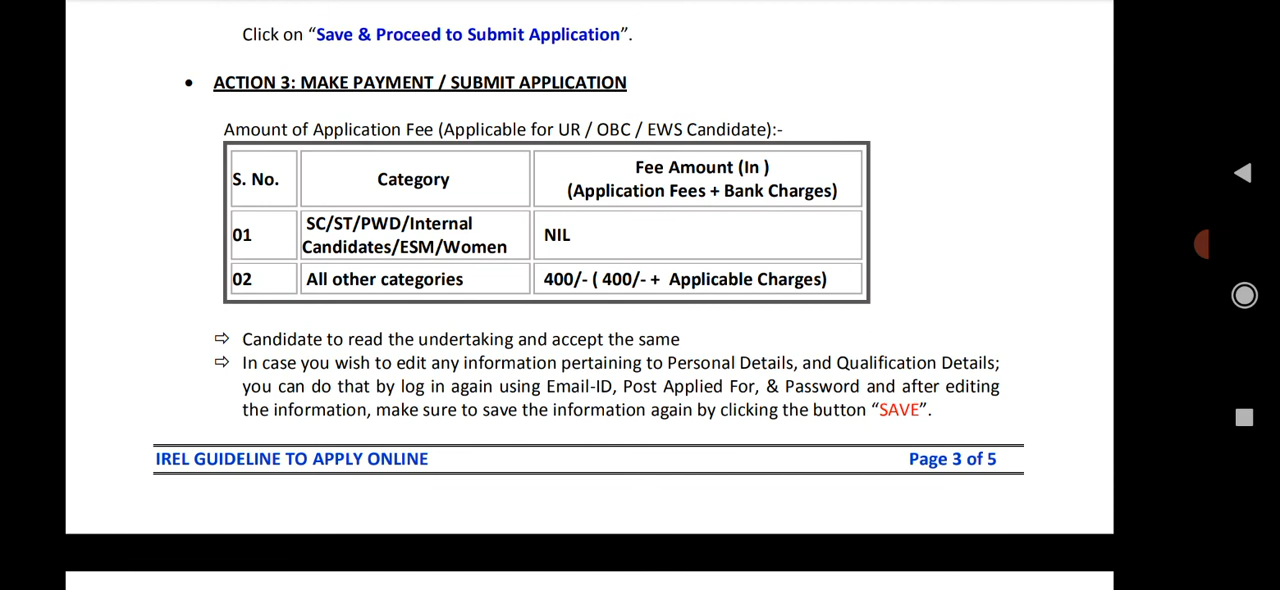 Click on “Save & Proceed to Submit Application”.
• ACTION 3: MAKE PAYMENT / SUBMIT APPLICATION
Amount of Application Fee (Applicable for UR / OBC / EWS Candidate):-
S. No. Category Fee Amount (In )
(Application Fees + Bank Charges)
01 SC/ST/PWD/Internal
Candidates/ESM/Women NIL
02 All other categories 400/- ( 400/- + Applicable Charges)
⇨ Candidate to read the undertaking and accept the same
⇨ In case you wish to edit any information pertaining to Personal Details, and Qualification Details;
you can do that by log in again using Email-ID, Post Applied For, & Password and after editing
the information, make sure to save the information again by clicking the button “SAVE”.
IREL GUIDELINE TO APPLY ONLINE Page 3 of 5